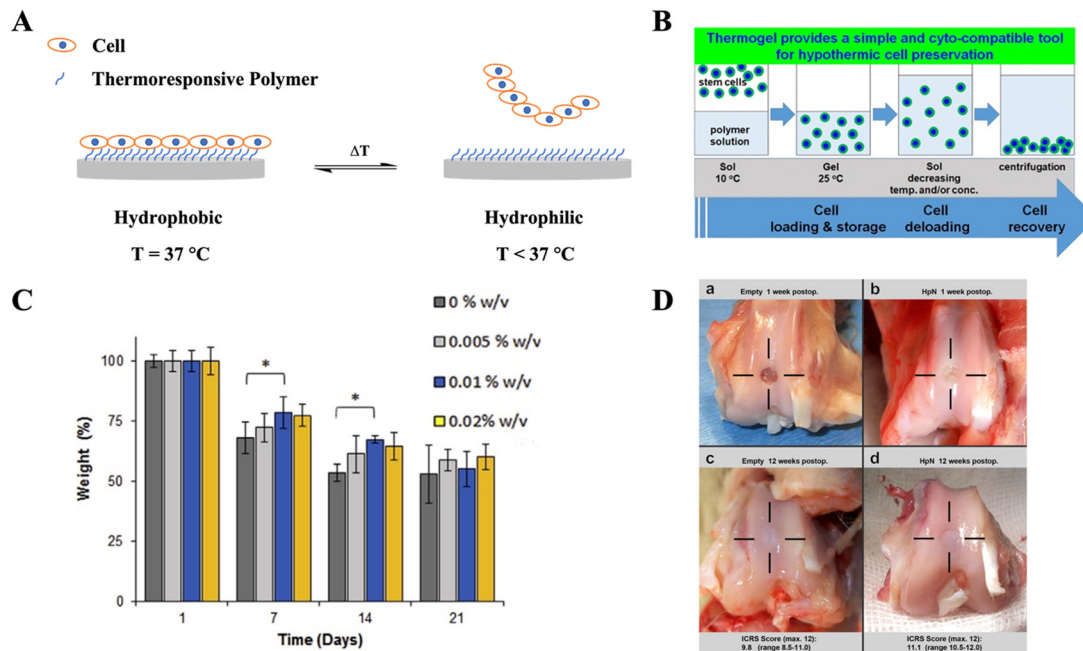 A
Cell
Thermoresponsive Polymer
ΔT
Hydrophobic
Hydrophilic
T = 37 °C
T < 37 °C
B
Thermogel provides a simple and cyto-compatible tool
for hypothermic cell preservation
stem cells
polymer
solution
Sol
10 °C
Gel
25 °C
Sol
decreasing
temp. and/or conc.
centrifugation
Cell
loading & storage
Cell
deloading
Cell
recovery
C
0 % w/v
0.005 % w/v
0.01 % w/v
0.02% w/v
*
*
100
75
50
25
0
Weight (%)
1
7
14
21
Time (Days)
D
a
Empty 1 week postop.
b
HpN 1 week postop.
c
Empty 12 weeks postop.
d
HpN 12 weeks postop.
ICRS Score (max. 12):
9.8 (range 8.5-11.0)
ICRS Score (max. 12):
11.1 (range 10.5-12.0)